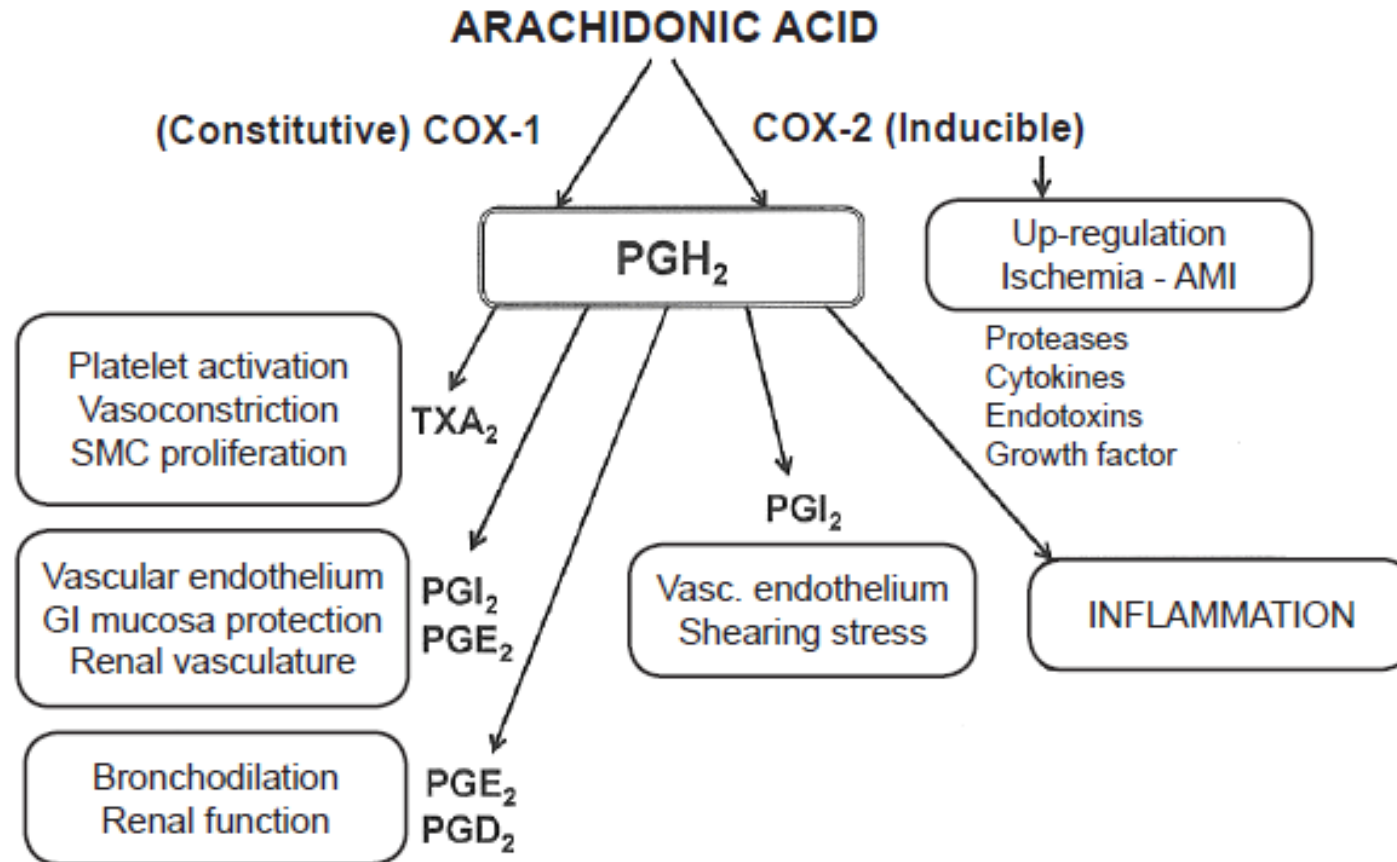 ARACHIDONIC ACID
(Constitutive) COX-1
COX-2 (Inducible)
PGH₂
Up-regulation
Ischemia - AMI
Proteases
Cytokines
Endotoxins
Growth factor
Platelet activation
Vasoconstriction
SMC proliferation
TXA₂
Vascular endothelium
GI mucosa protection
Renal vasculature
PGI₂
PGE₂
PGI₂
Vasc. endothelium
Shearing stress
INFLAMMATION
Bronchodilation
Renal function
PGE₂
PGD₂